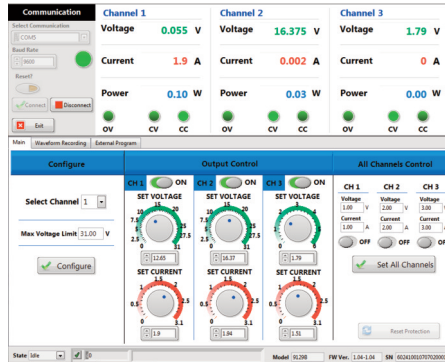 Communication
Select Communication
COM5
Baud Rate
9600
Reset?
Connect
Disconnect
Exit
Channel 1
Voltage 0.055 V
Current 1.9 A
Power 0.10 W
OV CV CC
Channel 2
Voltage 16.375 V
Current 0.002 A
Power 0.03 W
OV CV CC
Channel 3
Voltage 1.79 V
Current 0 A
Power 0.00 W
OV CV CC
Main Waveform Recording External Program
Configure
Select Channel 1
Max Voltage Limit 31.00 V
Configure
Output Control
CH 1 ON CH 2 ON CH 3 ON
SET VOLTAGE SET VOLTAGE SET VOLTAGE
12.65 16.37 1.79
SET CURRENT SET CURRENT SET CURRENT
1.9 1.94 1.51
All Channels Control
CH 1 CH 2 CH 3
Voltage Voltage Voltage
1.00 V 2.00 V 3.00
Current Current Current
1.00 A 2.00 A 3.00
OFF OFF
Set All Channels
Reset Protection
State Idle
Model 9129B FW Ver. 1.04-1.04 SN